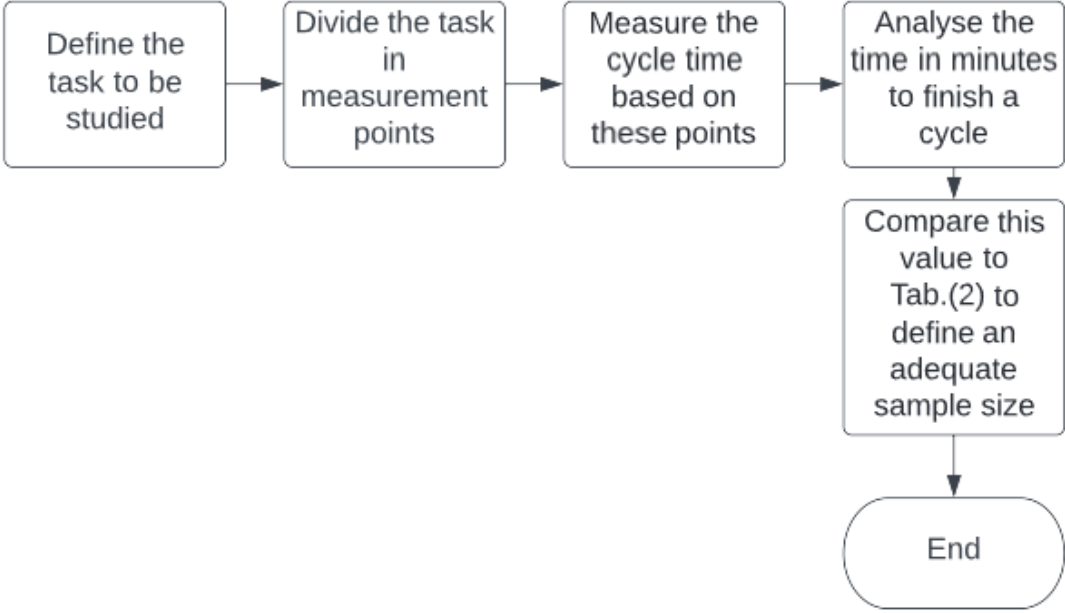 Define the
task to be
studied
Divide the task
in
measurement
points
Measure the
cycle time
based on
these points
Analyse the
time in minutes
to finish a
cycle
Compare this
value to
Tab.(2) to
define an
adequate
sample size
End